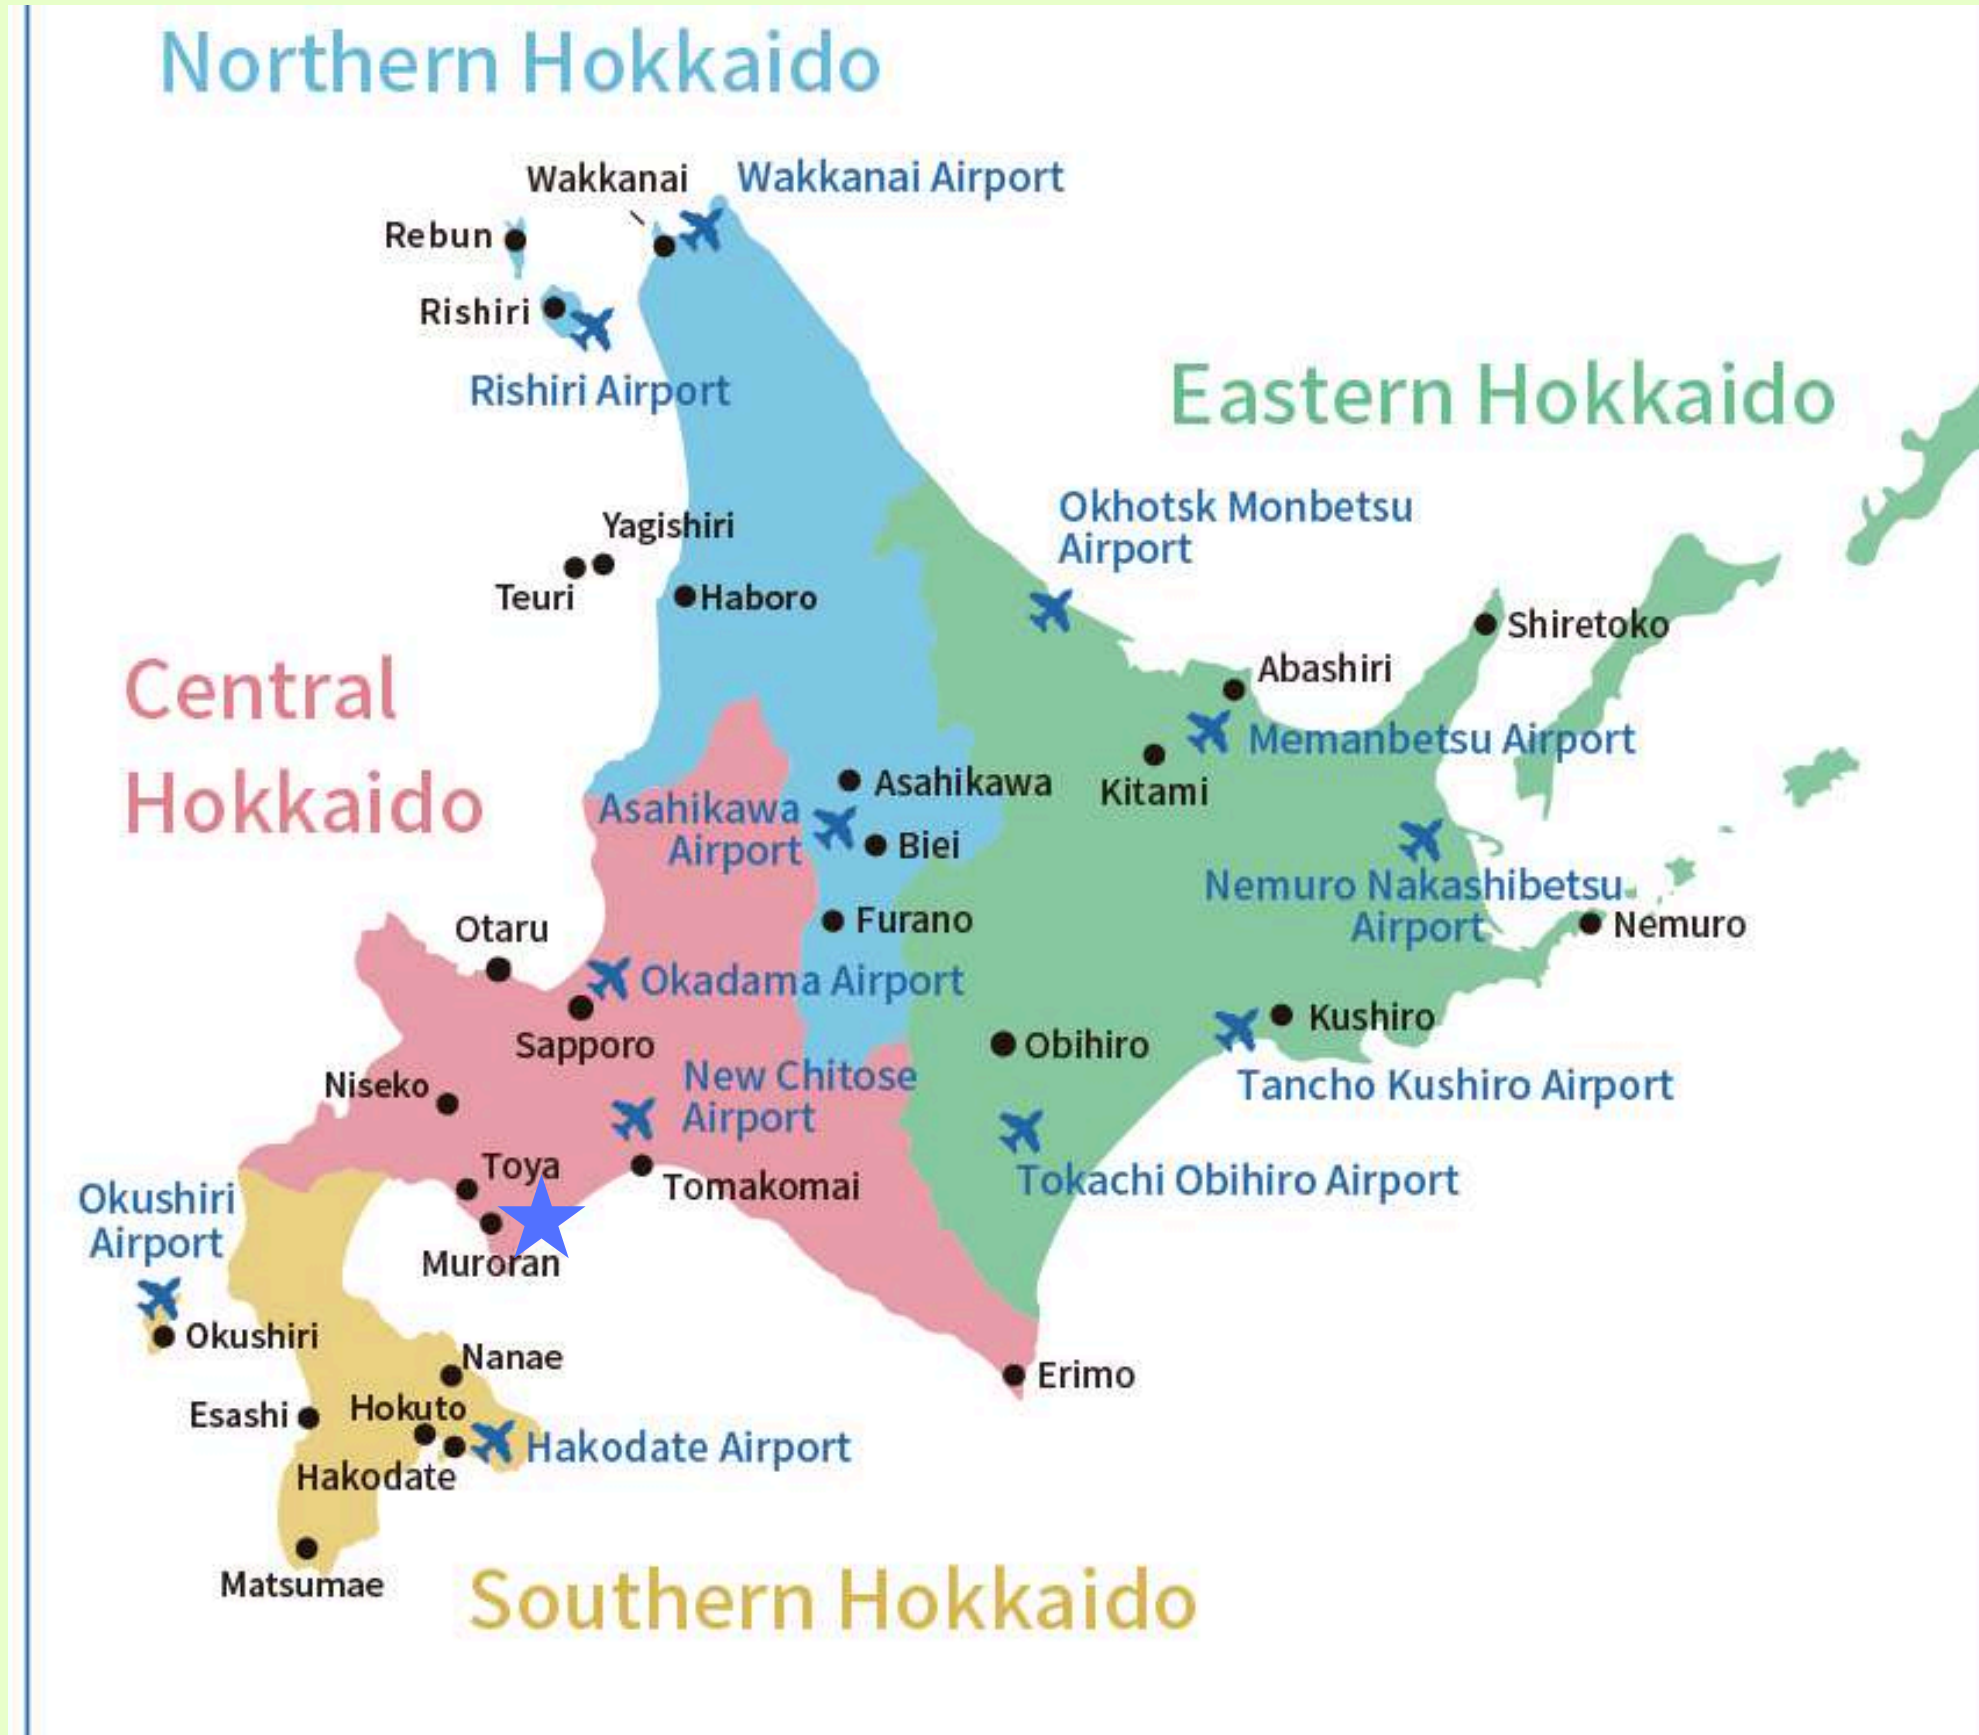 Northern Hokkaido
Wakkanai
Wakkanai Airport
Rebun
Rishiri
Rishiri Airport
Eastern Hokkaido
Okhotsk Monbetsu
Airport
Yagishiri
Teuri
Haboro
Shiretoko
Central
Hokkaido
Abashiri
Memanbetsu Airport
Kitami
Asahikawa
Asahikawa
Airport
Biei
Nemuro Nakashibetsu
Airport
Nemuro
Furano
Otaru
Okadama Airport
Sapporo
Kushiro
Obihiro
Tancho Kushiro Airport
New Chitose
Airport
Niseko
Toya
Tomakomai
Tokachi Obihiro Airport
Okushiri
Airport
Muroran
Okushiri
Nanae
Erimo
Esashi
Hokuto
Hakodate Airport
Hakodate
Matsumae
Southern Hokkaido